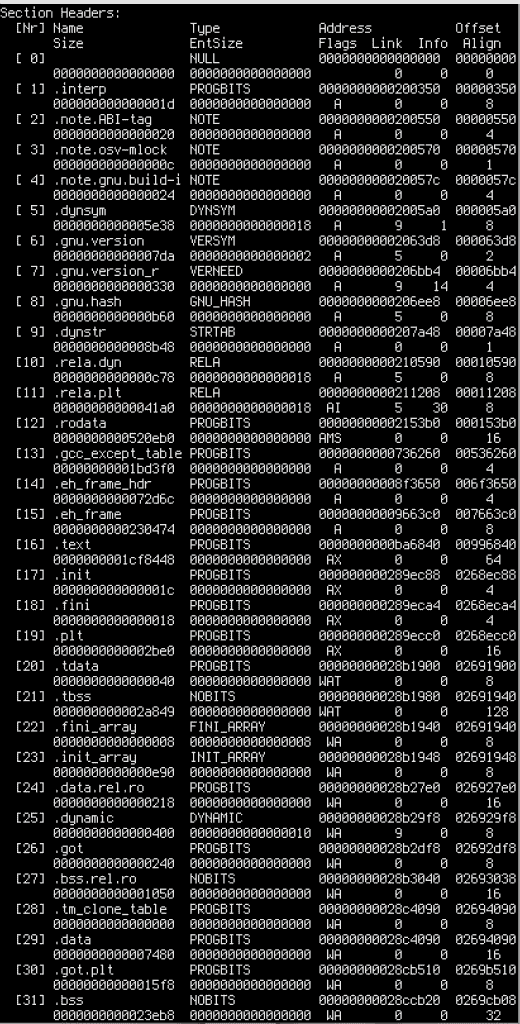 Section Headers:
[Nr] Name Type Address Offset
Size EntSize Flags Link Info Align
[ 0] NULL 0000000000000000 00000000
0000000000000000 0000000000000000 0 0 0
[ 1] .interp PROGBITS 0000000000200350 00000350
000000000000001d 0000000000000000 A 0 0 8
[ 2] .note.ABI-tag NOTE 0000000000200550 00000550
0000000000000020 0000000000000000 A 0 0 4
[ 3] .note.osv-mlock NOTE 0000000000200570 00000570
000000000000000c 0000000000000000 A 0 0 1
[ 4] .note.gnu.build-i NOTE 000000000020057c 0000057c
0000000000000024 0000000000000000 A 0 0 4
[ 5] .dynsym DYNSYM 00000000002005a0 000005a0
0000000000005e38 0000000000000018 A 9 1 8
[ 6] .gnu.version VERSYM 00000000002063d8 000063d8
00000000000007da 0000000000000002 A 5 0 2
[ 7] .gnu.version_r VERNEED 0000000000206bb4 00006bb4
0000000000000330 0000000000000000 A 9 14 4
[ 8] .gnu.hash GNU_HASH 0000000000206ee8 00006ee8
0000000000000b60 0000000000000000 A 5 0 8
[ 9] .dynstr STRTAB 0000000000207a48 00007a48
0000000000008b48 0000000000000000 A 0 0 1
[10] .rela.dyn RELA 0000000000210590 00010590
0000000000000c78 0000000000000018 A 5 0 8
[11] .rela.plt RELA 0000000000211208 00011208
00000000000041a0 0000000000000018 AI 5 30 8
[12] .rodata PROGBITS 00000000002153b0 000153b0
0000000000520eb0 0000000000000000 AMS 0 0 16
[13] .gcc_except_table PROGBITS 0000000000736260 00536260
00000000001bd3f0 0000000000000000 A 0 0 4
[14] .eh_frame_hdr PROGBITS 00000000008f3650 006f3650
0000000000072d6c 0000000000000000 A 0 0 4
[15] .eh_frame PROGBITS 00000000009663c0 007663c0
0000000000230474 0000000000000000 A 0 0 8
[16] .text PROGBITS 0000000000ba6840 00996840
0000000001cf8448 0000000000000000 AX 0 0 64
[17] .init PROGBITS 000000000289ec88 0268ec88
000000000000001c 0000000000000000 AX 0 0 4
[18] .fini PROGBITS 000000000289eca4 0268eca4
0000000000000018 0000000000000000 AX 0 0 4
[19] .plt PROGBITS 000000000289ecc0 0268ecc0
0000000000002be0 0000000000000000 AX 0 0 16
[20] .tdata PROGBITS 00000000028b1900 02691900
0000000000000040 0000000000000000 WAT 0 0 8
[21] .tbss NOBITS 00000000028b1980 02691940
000000000002a849 0000000000000000 WAT 0 0 128
[22] .fini_array FINI_ARRAY 00000000028b1940 02691940
0000000000000008 0000000000000008 WA 0 0 8
[23] .init_array INIT_ARRAY 00000000028b1948 02691948
0000000000000e90 0000000000000000 WA 0 0 8
[24] .data.rel.ro PROGBITS 00000000028b27e0 026927e0
0000000000000218 0000000000000000 WA 0 0 16
[25] .dynamic DYNAMIC 00000000028b29f8 026929f8
0000000000000400 0000000000000010 WA 9 0 8
[26] .got PROGBITS 00000000028b2df8 02692df8
0000000000000240 0000000000000000 WA 0 0 8
[27] .bss.rel.ro NOBITS 00000000028b3040 02693038
0000000000001050 0000000000000000 WA 0 0 16
[28] .tm_clone_table PROGBITS 00000000028c4090 02694090
0000000000000000 0000000000000000 WA 0 0 8
[29] .data PROGBITS 00000000028c4090 02694090
0000000000007480 0000000000000000 WA 0 0 16
[30] .got.plt PROGBITS 00000000028cb510 0269b510
00000000000015f8 0000000000000000 WA 0 0 8
[31] .bss NOBITS 00000000028ccb20 0269cb08
0000000000023eb8 0000000000000000 WA 0 0 32